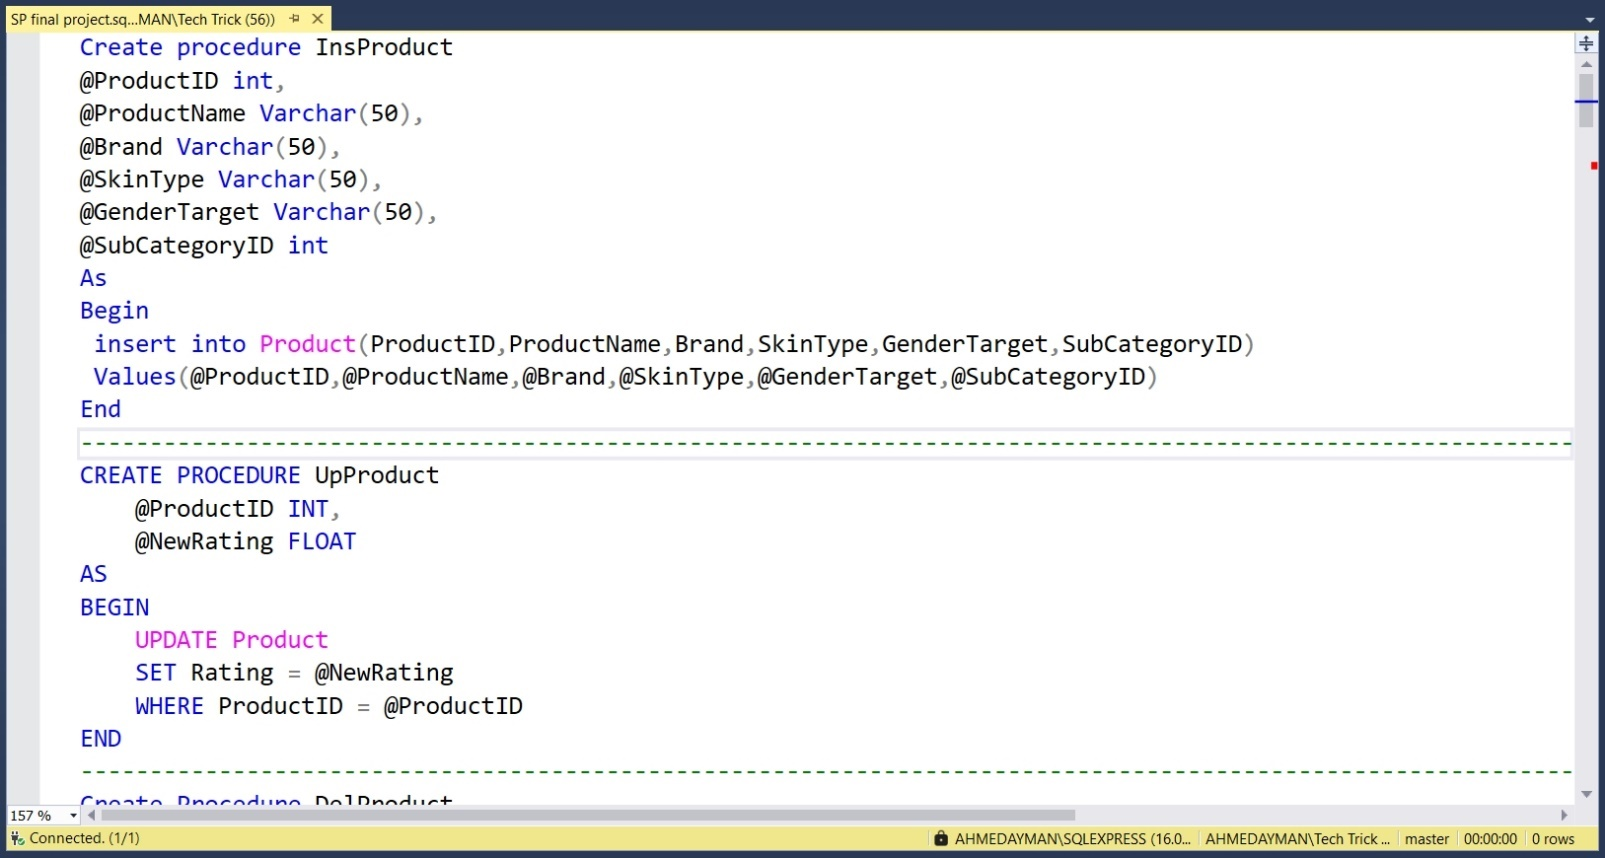 SP final project.sq...MAN\Tech Trick (56))
Create procedure InsProduct
@ProductID int,
@ProductName Varchar(50),
@Brand Varchar(50),
@SkinType Varchar(50),
@GenderTarget Varchar(50),
@SubCategoryID int
As
Begin
insert into Product(ProductID,ProductName,Brand,SkinType,GenderTarget,SubCategoryID)
Values(@ProductID,@ProductName,@Brand,@SkinType,@GenderTarget,@SubCategoryID)
End
------------------------------------------------------------------------------------------------------------
CREATE PROCEDURE UpProduct
@ProductID INT,
@NewRating FLOAT
AS
BEGIN
UPDATE Product
SET Rating = @NewRating
WHERE ProductID = @ProductID
END
------------------------------------------------------------------------------------------------------------
Create Procedure DelProduct
157 %
Connected. (1/1) AHMEDAYMAN\SQLEXPRESS (16.0... AHMEDAYMAN\Tech Trick ... master 00:00:00 0 rows